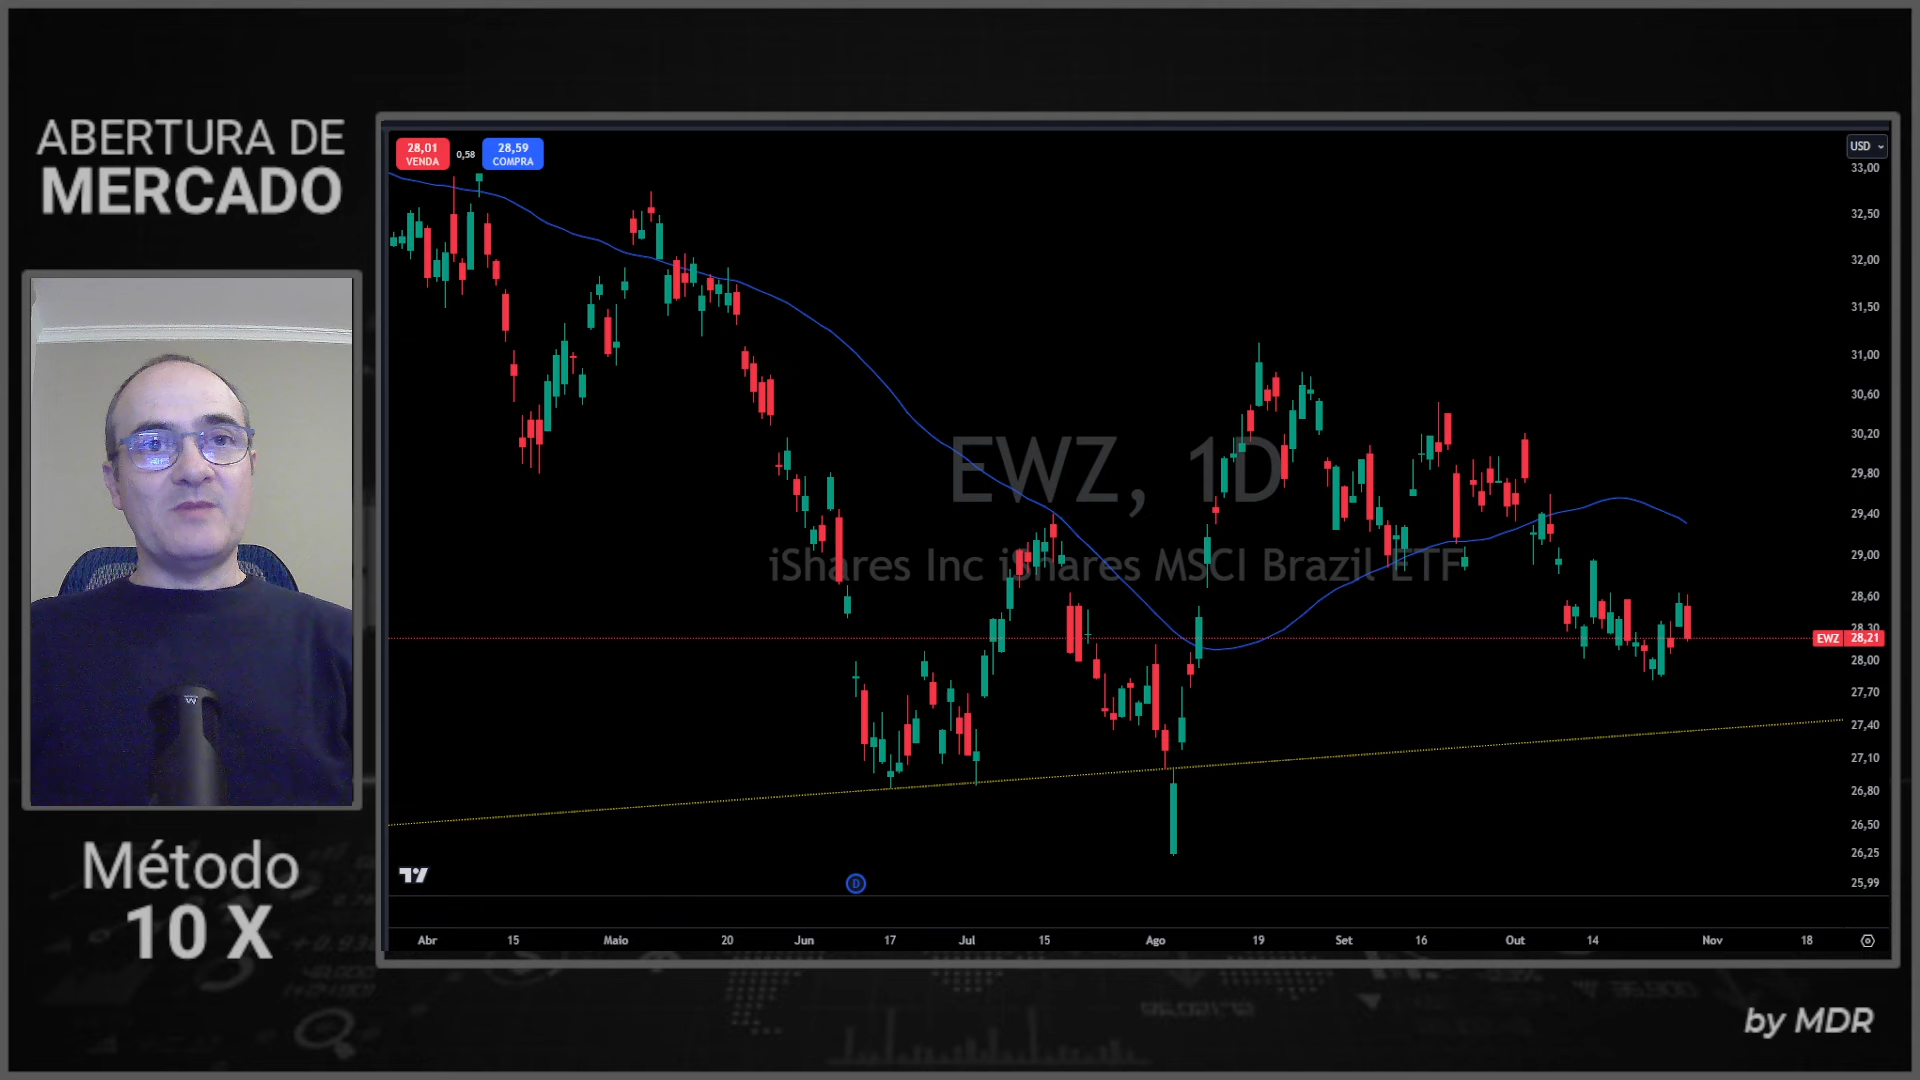 ABERTURA DE
MERCADO
28,01
VENDA
0,58
28,59
COMPRA
USD
33,00
32,50
32,00
31,50
31,00
30,60
30,20
29,80
29,40
29,00
28,60
28,30
EWZ 28,21
28,00
27,70
27,40
27,10
26,80
26,50
26,25
25,99
EWZ, 1D
iShares Inc iShares MSCI Brazil ETF
D
Abr 15 Maio 20 Jun 17 Jul 15 Ago 19 Set 16 Out 14 Nov 18
Método
10 X
by MDR